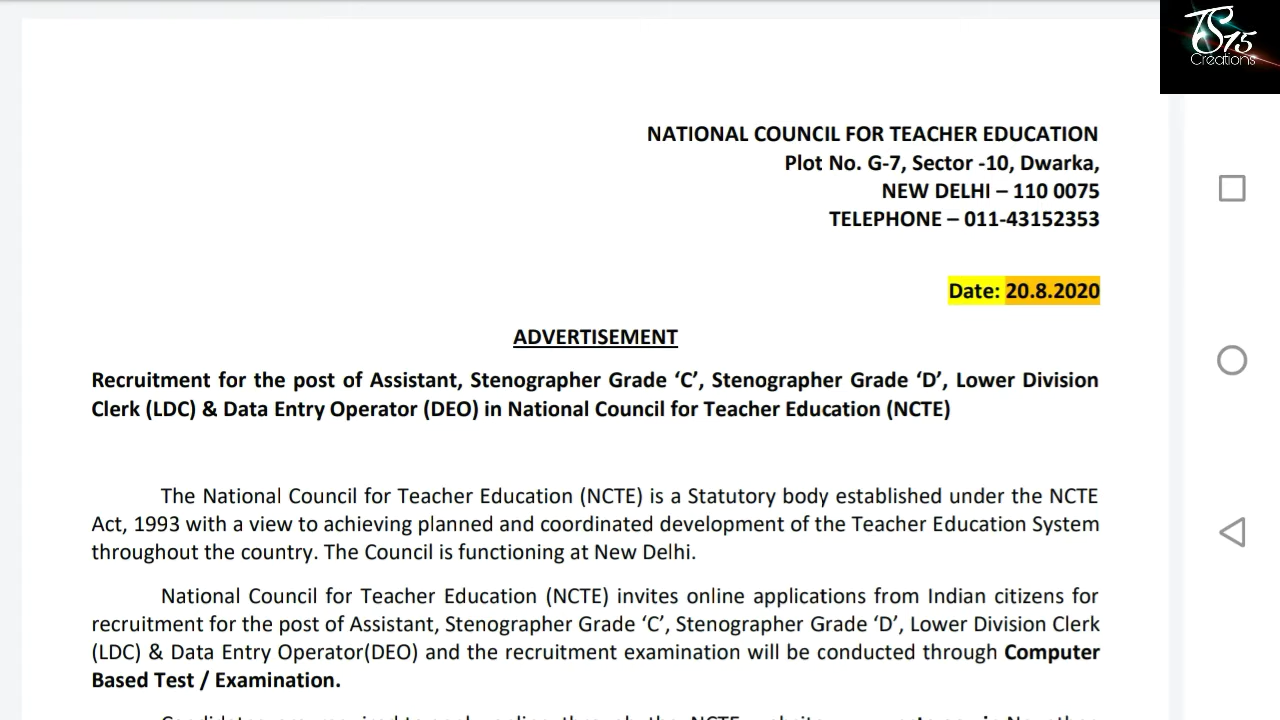 TS15
Creations
NATIONAL COUNCIL FOR TEACHER EDUCATION
Plot No. G-7, Sector -10, Dwarka,
NEW DELHI – 110 0075
TELEPHONE – 011-43152353
Date: 20.8.2020
ADVERTISEMENT
Recruitment for the post of Assistant, Stenographer Grade ‘C’, Stenographer Grade ‘D’, Lower Division
Clerk (LDC) & Data Entry Operator (DEO) in National Council for Teacher Education (NCTE)
The National Council for Teacher Education (NCTE) is a Statutory body established under the NCTE
Act, 1993 with a view to achieving planned and coordinated development of the Teacher Education System
throughout the country. The Council is functioning at New Delhi.
National Council for Teacher Education (NCTE) invites online applications from Indian citizens for
recruitment for the post of Assistant, Stenographer Grade ‘C’, Stenographer Grade ‘D’, Lower Division Clerk
(LDC) & Data Entry Operator(DEO) and the recruitment examination will be conducted through Computer
Based Test / Examination.